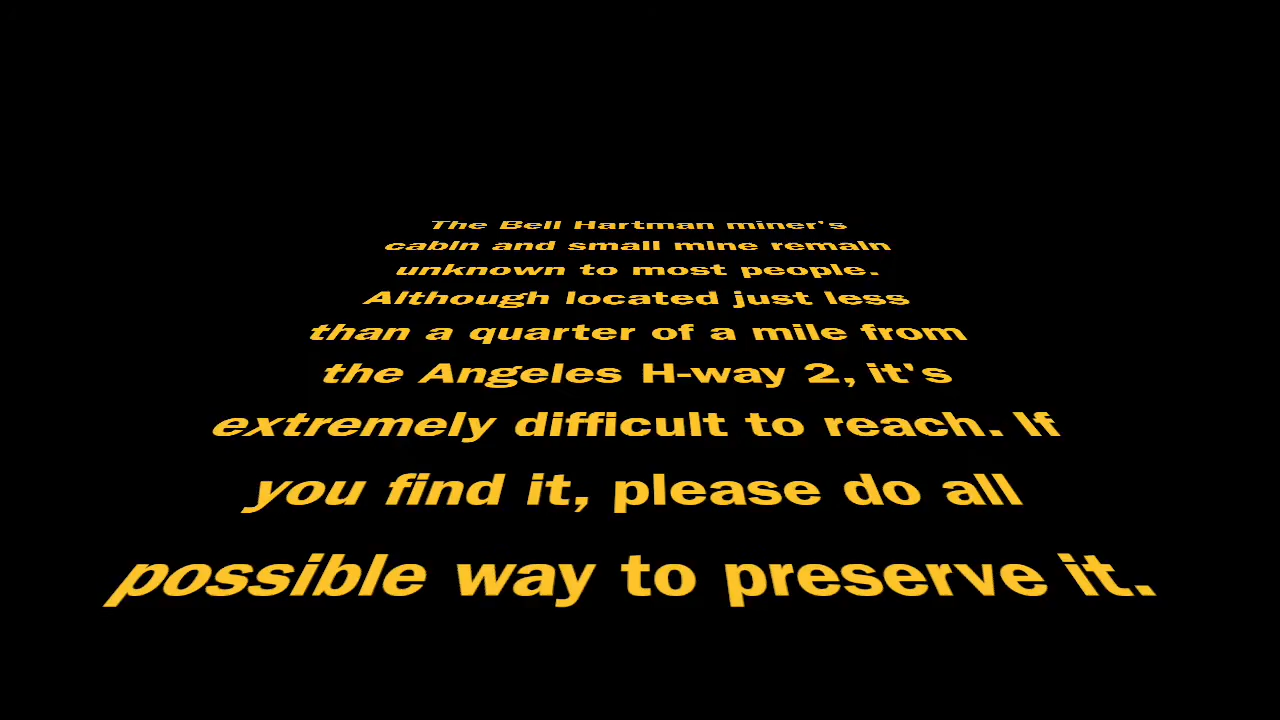 The Bell Hartman miner's
cabin and small mine remain
unknown to most people.
Although located just less
than a quarter of a mile from
the Angeles H-way 2, it's
extremely difficult to reach. If
you find it, please do all
possible way to preserve it.